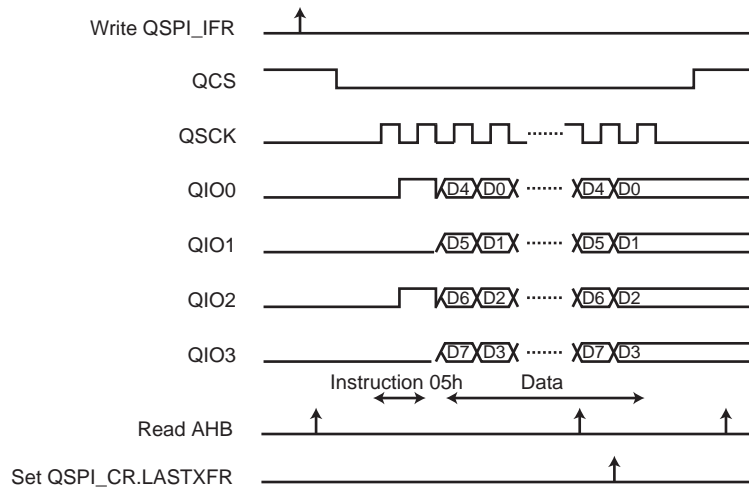 Write QSPI_IFR
QCS
QSCK
QIO0 D4 D0 D4 D0
QIO1 D5 D1 D5 D1
QIO2 D6 D2 D6 D2
QIO3 D7 D3 D7 D3
Instruction 05h Data
Read AHB
Set QSPI_CR.LASTXFR